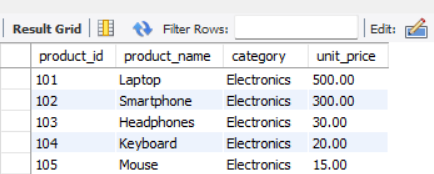 Result Grid Filter Rows: Edit:
product_id product_name category unit_price
101 Laptop Electronics 500.00
102 Smartphone Electronics 300.00
103 Headphones Electronics 30.00
104 Keyboard Electronics 20.00
105 Mouse Electronics 15.00